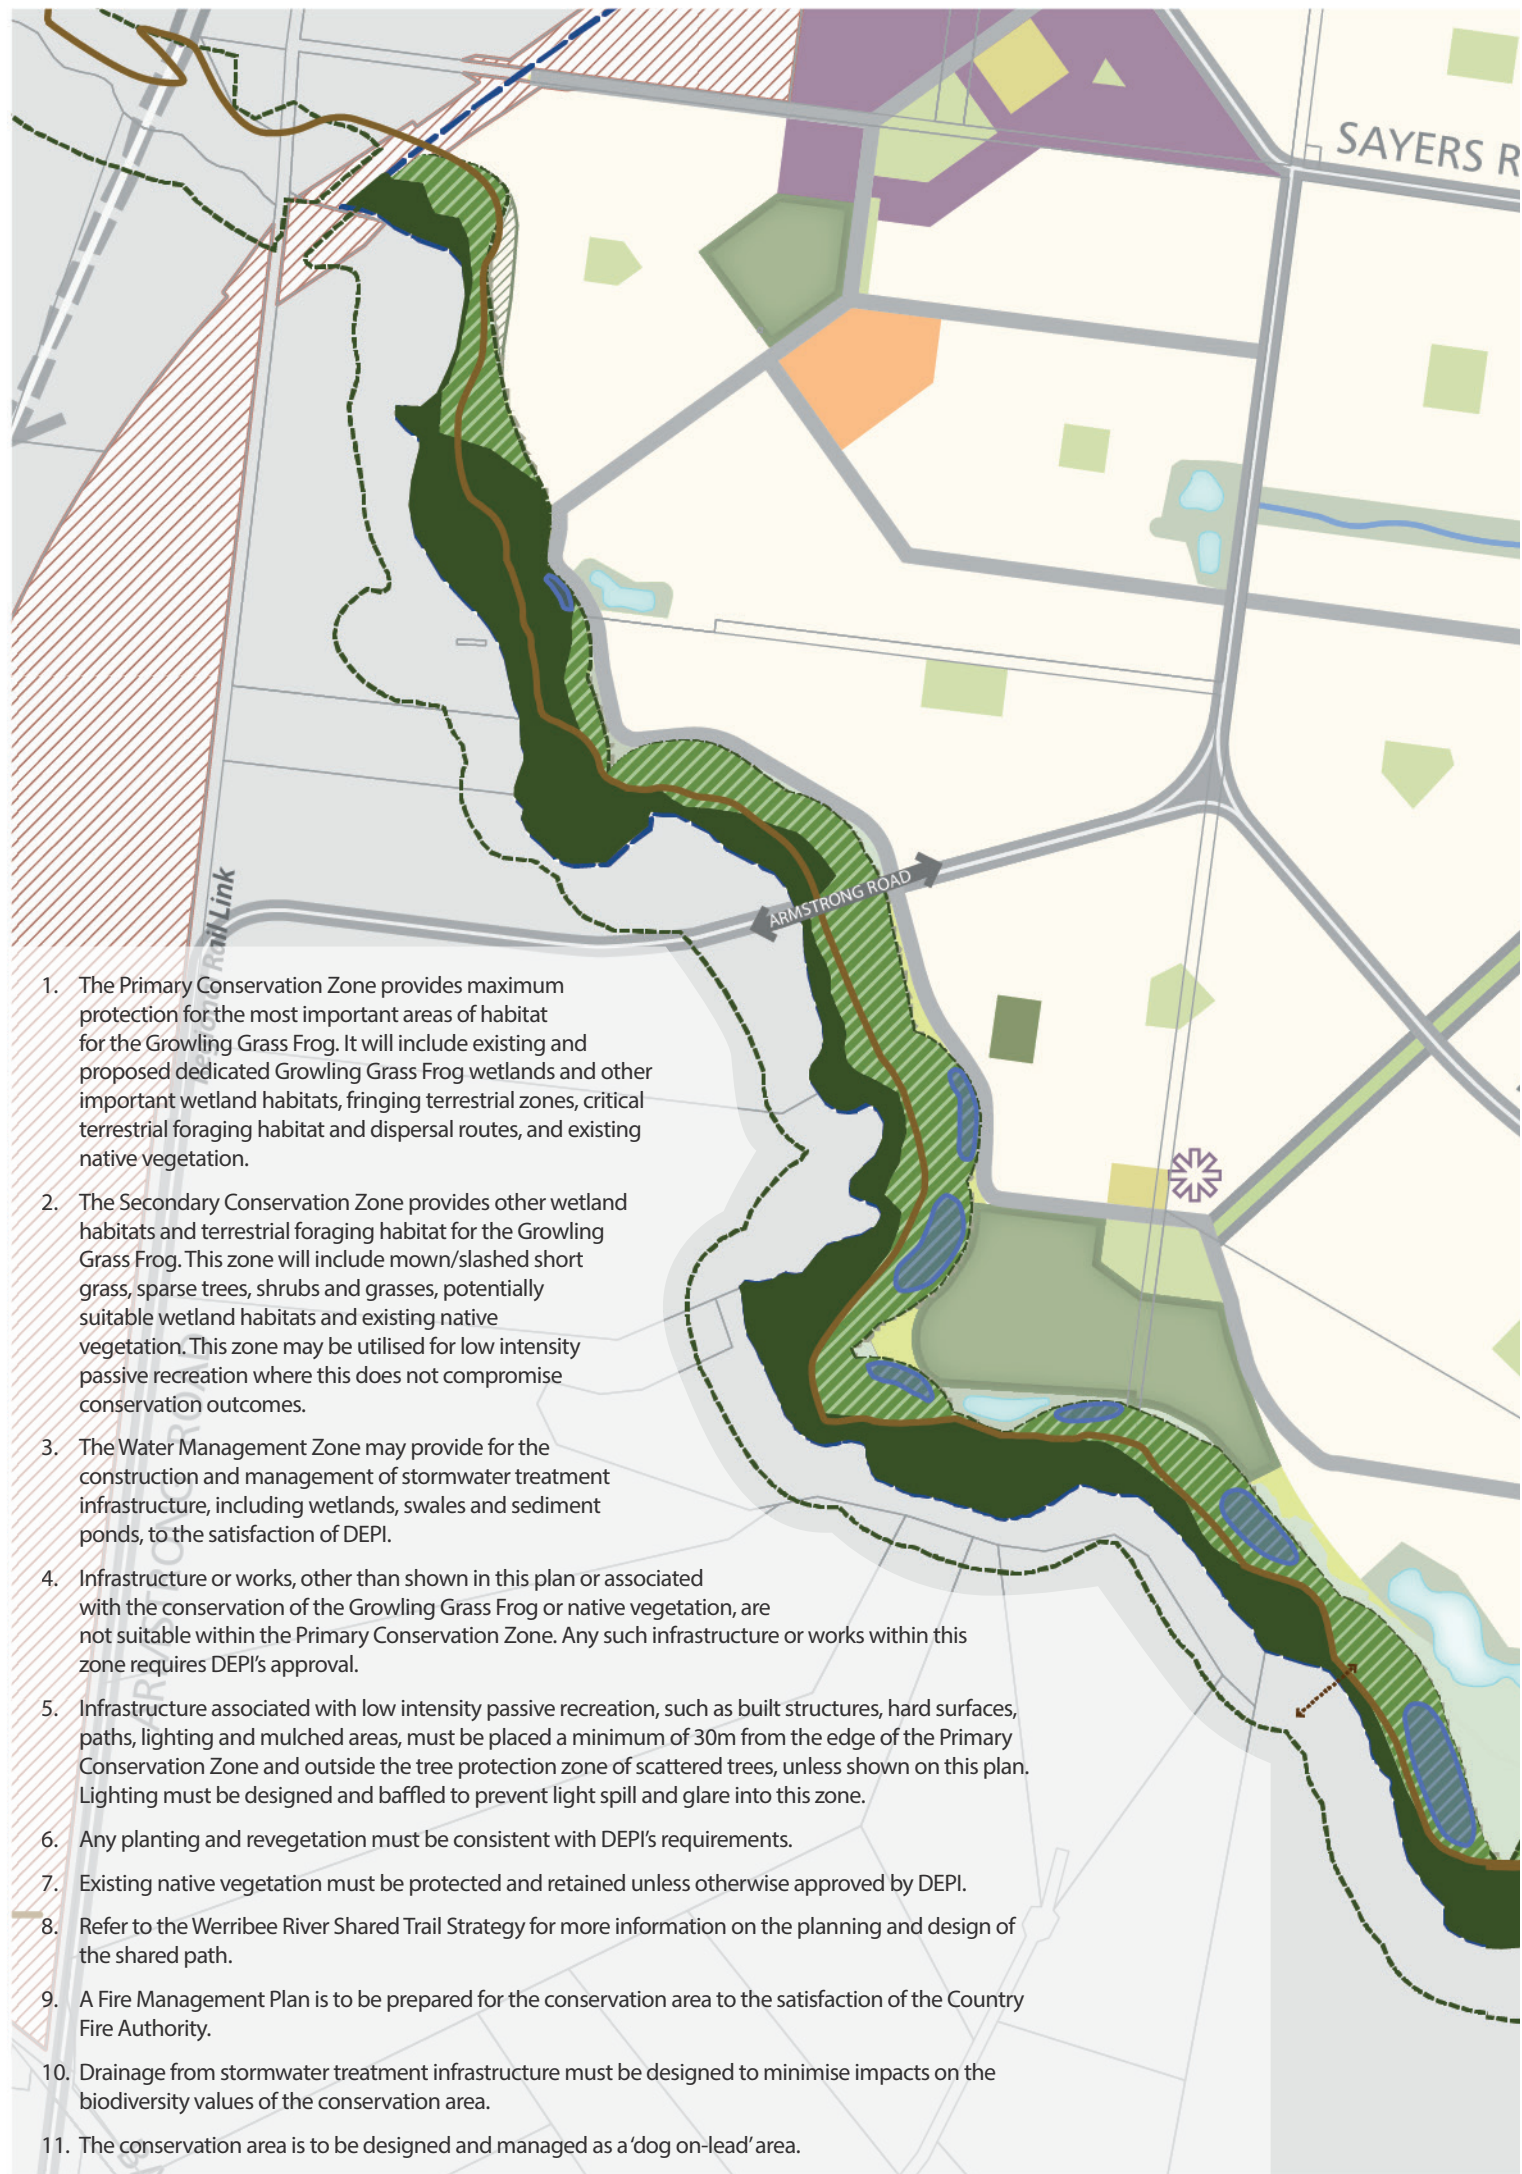 SAYERS R
ARMSTRONG ROAD
Regional Rail Link
ARMSTRONG ROAD
1. The Primary Conservation Zone provides maximum
protection for the most important areas of habitat
for the Growling Grass Frog. It will include existing and
proposed dedicated Growling Grass Frog wetlands and other
important wetland habitats, fringing terrestrial zones, critical
terrestrial foraging habitat and dispersal routes, and existing
native vegetation.
2. The Secondary Conservation Zone provides other wetland
habitats and terrestrial foraging habitat for the Growling
Grass Frog. This zone will include mown/slashed short
grass, sparse trees, shrubs and grasses, potentially
suitable wetland habitats and existing native
vegetation. This zone may be utilised for low intensity
passive recreation where this does not compromise
conservation outcomes.
3. The Water Management Zone may provide for the
construction and management of stormwater treatment
infrastructure, including wetlands, swales and sediment
ponds, to the satisfaction of DEPI.
4. Infrastructure or works, other than shown in this plan or associated
with the conservation of the Growling Grass Frog or native vegetation, are
not suitable within the Primary Conservation Zone. Any such infrastructure or works within this
zone requires DEPI's approval.
5. Infrastructure associated with low intensity passive recreation, such as built structures, hard surfaces,
paths, lighting and mulched areas, must be placed a minimum of 30m from the edge of the Primary
Conservation Zone and outside the tree protection zone of scattered trees, unless shown on this plan.
Lighting must be designed and baffled to prevent light spill and glare into this zone.
6. Any planting and revegetation must be consistent with DEPI's requirements.
7. Existing native vegetation must be protected and retained unless otherwise approved by DEPI.
8. Refer to the Werribee River Shared Trail Strategy for more information on the planning and design of
the shared path.
9. A Fire Management Plan is to be prepared for the conservation area to the satisfaction of the Country
Fire Authority.
10. Drainage from stormwater treatment infrastructure must be designed to minimise impacts on the
biodiversity values of the conservation area.
11. The conservation area is to be designed and managed as a 'dog on-lead' area.